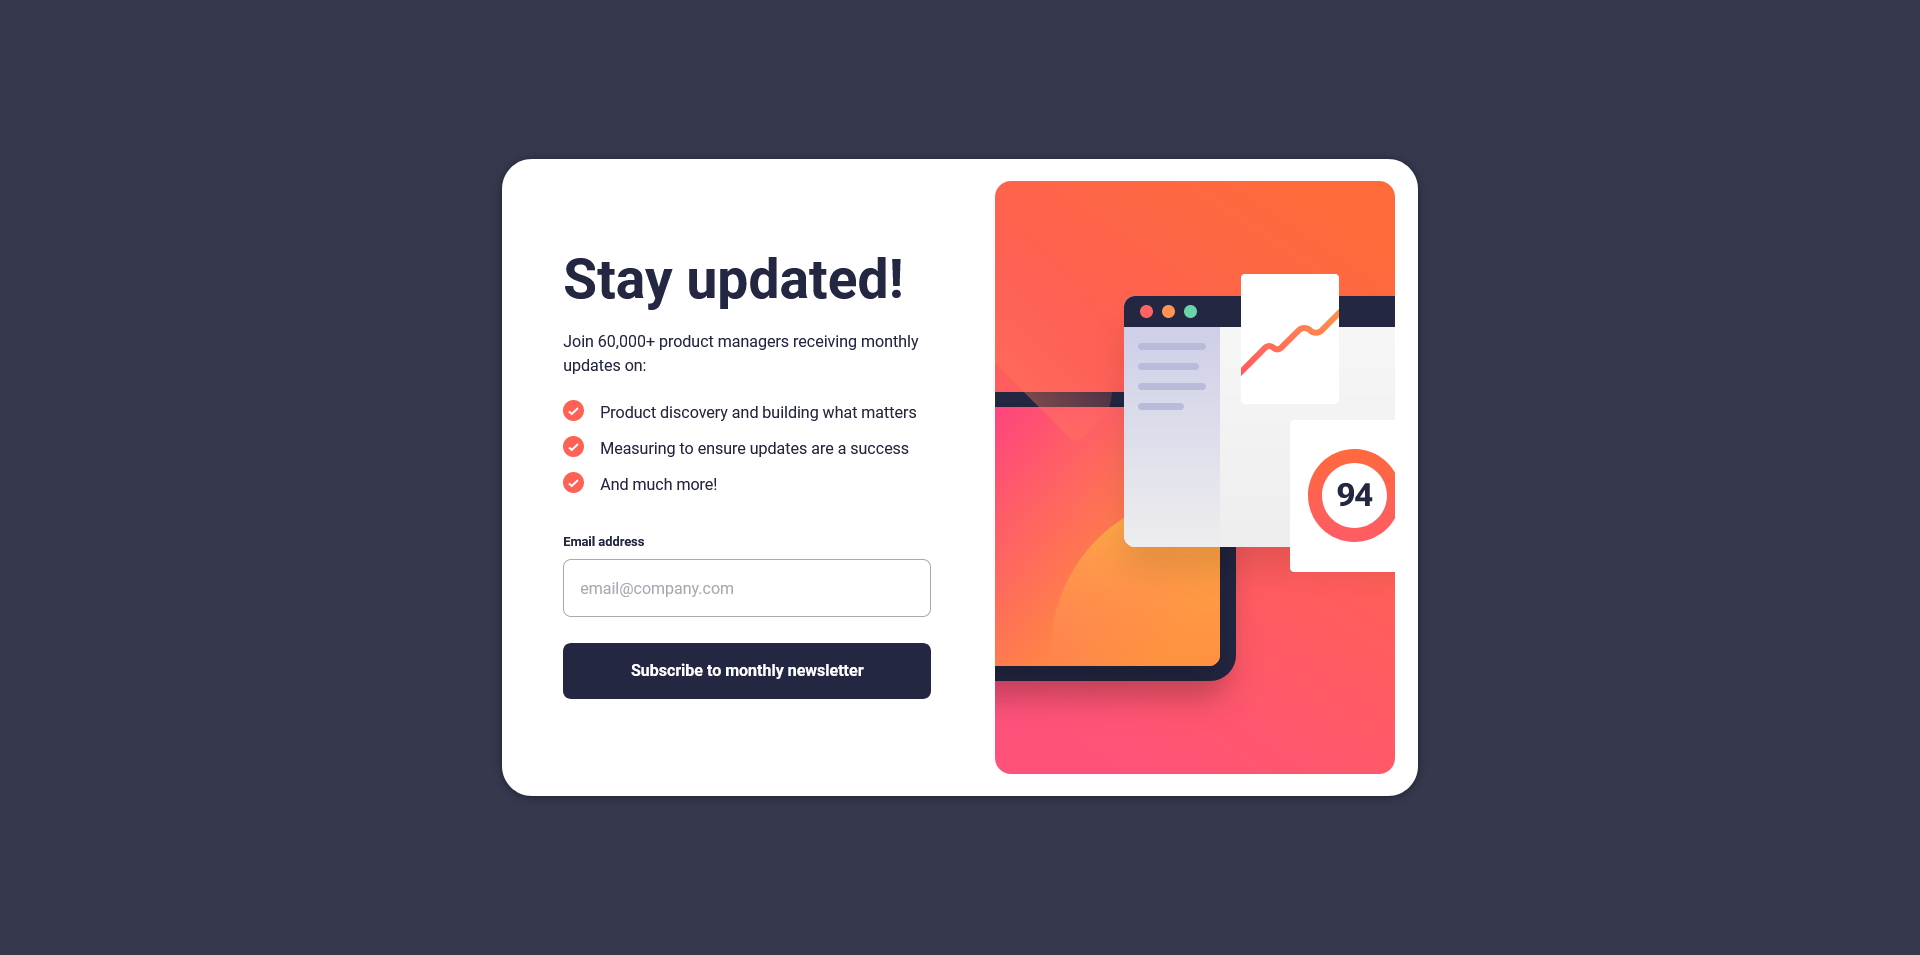 Stay updated!
Join 60,000+ product managers receiving monthly
updates on:
Product discovery and building what matters
Measuring to ensure updates are a success
And much more!
Email address
email@company.com
Subscribe to monthly newsletter
94